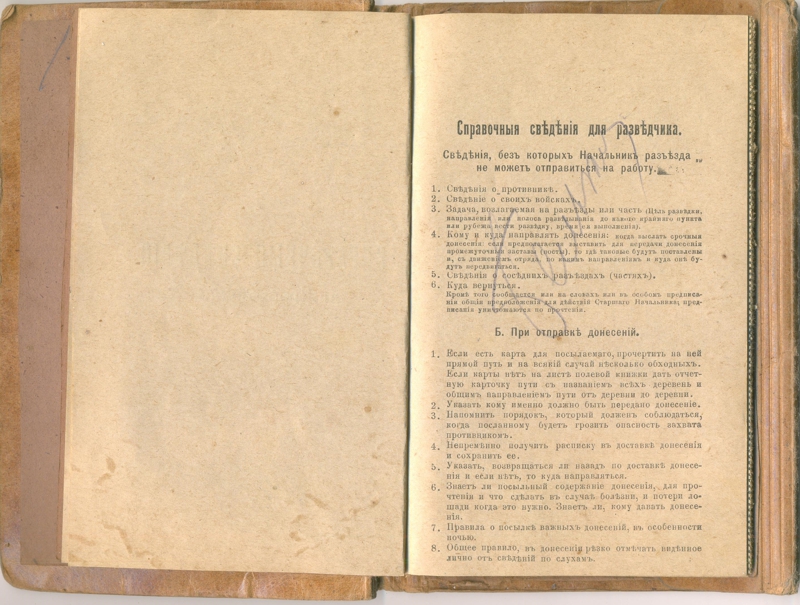 Справочныя свѣдѣнія для развѣдчика.
Свѣдѣнія, безъ которыхъ Начальникъ разъѣзда
не можетъ отправиться на работу.
1. Свѣдѣнія о противникѣ.
2. Свѣдѣніе о своихъ войскахъ.
3. Задача, возлагаемая на разъѣзды или часть (Цѣль развѣдки,
направленія или полоса развѣдыванія до какого крайняго пункта
или рубежа вести развѣдку, время ея выполненія).
4. Кому и куда направлять донесенія: когда выслать срочныя
донесенія если предполагается выставить для передачи донесенія
промежуточныя заставы (посты), то гдѣ таковыя будутъ поставлены
и, съ движеніемъ отряда, по какимъ направленіямъ и куда онѣ бу-
дутъ передвигаться.
5. Свѣдѣнія о сосѣднихъ разъѣздахъ (частяхъ).
6. Куда вернуться.
Кромѣ того сообщается или на словахъ или въ особомъ предписа-
ніи общія предположенія для дѣйствій Старшаго Начальника; пред-
писанія уничтожаются по прочтенія.
Б. При отправкѣ донесеній.
1. Если есть карта для посылаемаго, прочертить на ней
прямой путь и на всякій случай нѣсколько обходныхъ.
Если карты нѣтъ на листѣ полевой книжки дать отчет-
ную карточку пути съ названіемъ всѣхъ деревень и
общимъ направленіемъ пути отъ деревни до деревни.
2. Указать кому именно должно быть передано донесеніе.
3. Напомнить порядокъ, который долженъ соблюдаться,
когда посланному будетъ грозить опасность захвата
противникомъ.
4. Непремѣнно получить расписку въ доставкѣ донесенія
и сохранить ее.
5. Указать, возвращаться ли назадъ по доставкѣ донесе-
нія и если нѣтъ, то куда направляться.
6. Знаетъ ли посыльный содержаніе донесенія, для про-
чтенія и что сдѣлать въ случаѣ болѣзни, и потери ло-
шади когда это нужно. Знаетъ ли, кому давать донесе-
нія.
7. Правила о посылкѣ важныхъ донесеній, въ особенности
ночью.
8. Общее правило, въ донесеніи рѣзко отмѣчать видѣнное
лично отъ свѣдѣній по слухамъ.